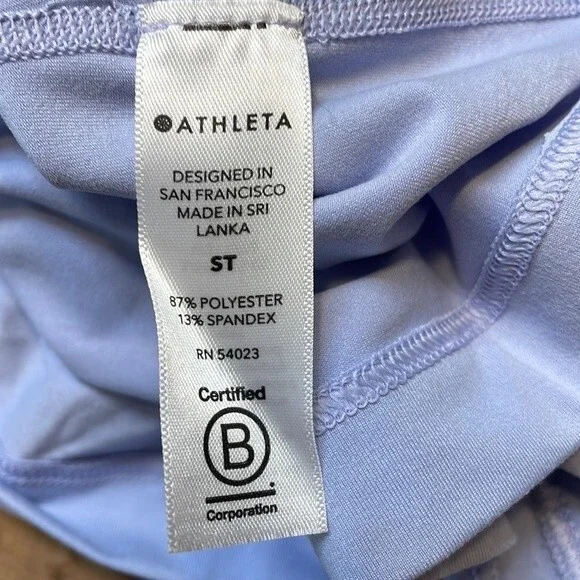 ATHLETA
DESIGNED IN
SAN FRANCISCO
MADE IN SRI
LANKA
ST
87% POLYESTER
13% SPANDEX
RN 54023
Certified
B
Corporation